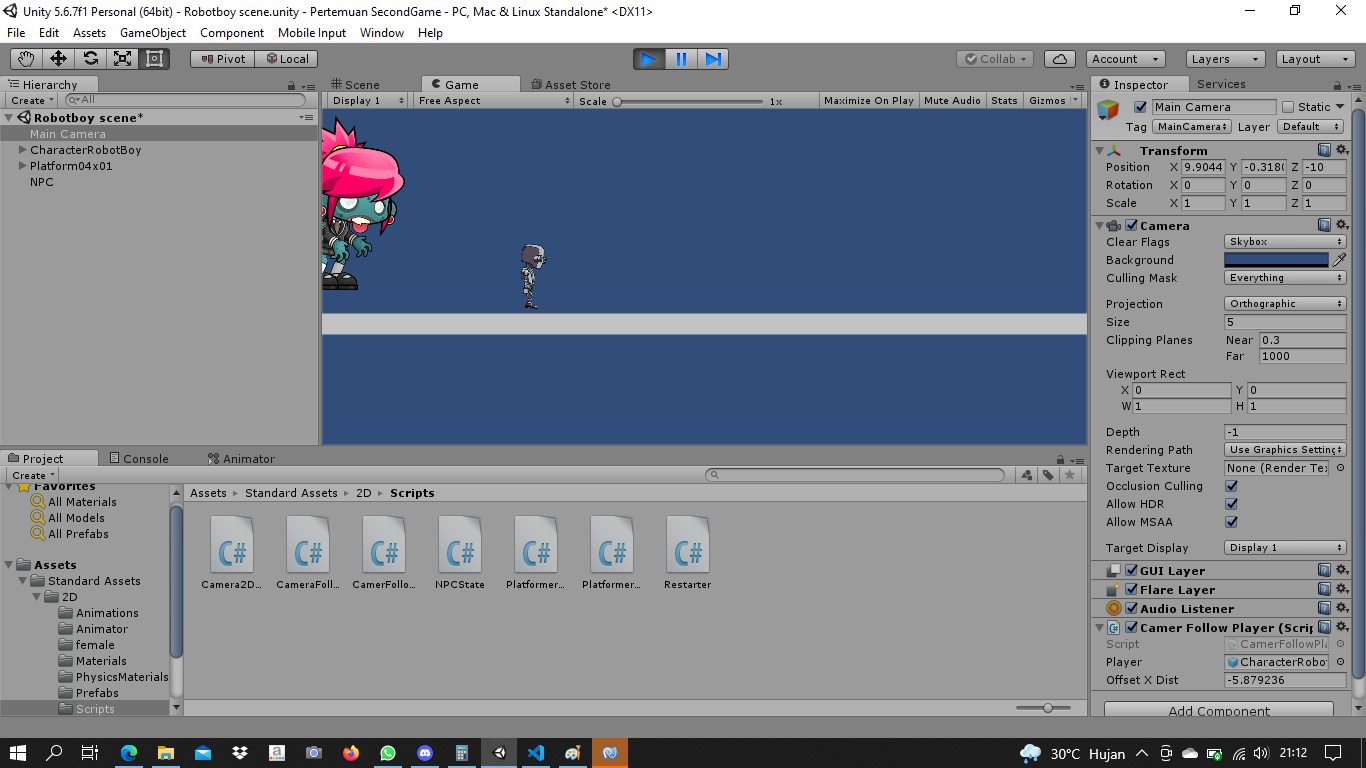 Unity 5.6.7f1 Personal (64bit) - Robotboy scene.unity - Pertemuan SecondGame - PC, Mac & Linux Standalone* <DX11>
File Edit Assets GameObject Component Mobile Input Window Help
Pivot Local Collab Account Layers Layout
Hierarchy
Create All
Robotboy scene*
Main Camera
CharacterRobotBoy
Platform04x01
NPC
Scene Game Asset Store
Display 1 Free Aspect Scale 1x Maximize On Play Mute Audio Stats Gizmos
Inspector Services
Main Camera Static
Tag MainCamera Layer Default
Transform
Position X 9.9044 Y -0.318( Z -10
Rotation X 0 Y 0 Z 0
Scale X 1 Y 1 Z 1
Camera
Clear Flags Skybox
Background
Culling Mask Everything
Projection Orthographic
Size 5
Clipping Planes Near 0.3
Far 1000
Viewport Rect
X 0 Y 0
W 1 H 1
Depth -1
Rendering Path Use Graphics Setting
Target Texture None (Render Te
Occlusion Culling
Allow HDR
Allow MSAA
Target Display Display 1
GUI Layer
Flare Layer
Audio Listener
Camer Follow Player (Scrip
Script CamerFollowPla
Player CharacterRobo
Offset X Dist -5.879236
Add Component
Project Console Animator
Create
Favorites
All Materials
All Models
All Prefabs
Assets
Standard Assets
2D
Animations
Animator
female
Materials
PhysicsMaterials
Prefabs
Scripts
Assets Standard Assets 2D Scripts
C# C# C# C# C# C# C#
Camera2D... CameraFoll... CamerFollo... NPCState Platformer... Platformer... Restarter
30°C Hujan 21:12